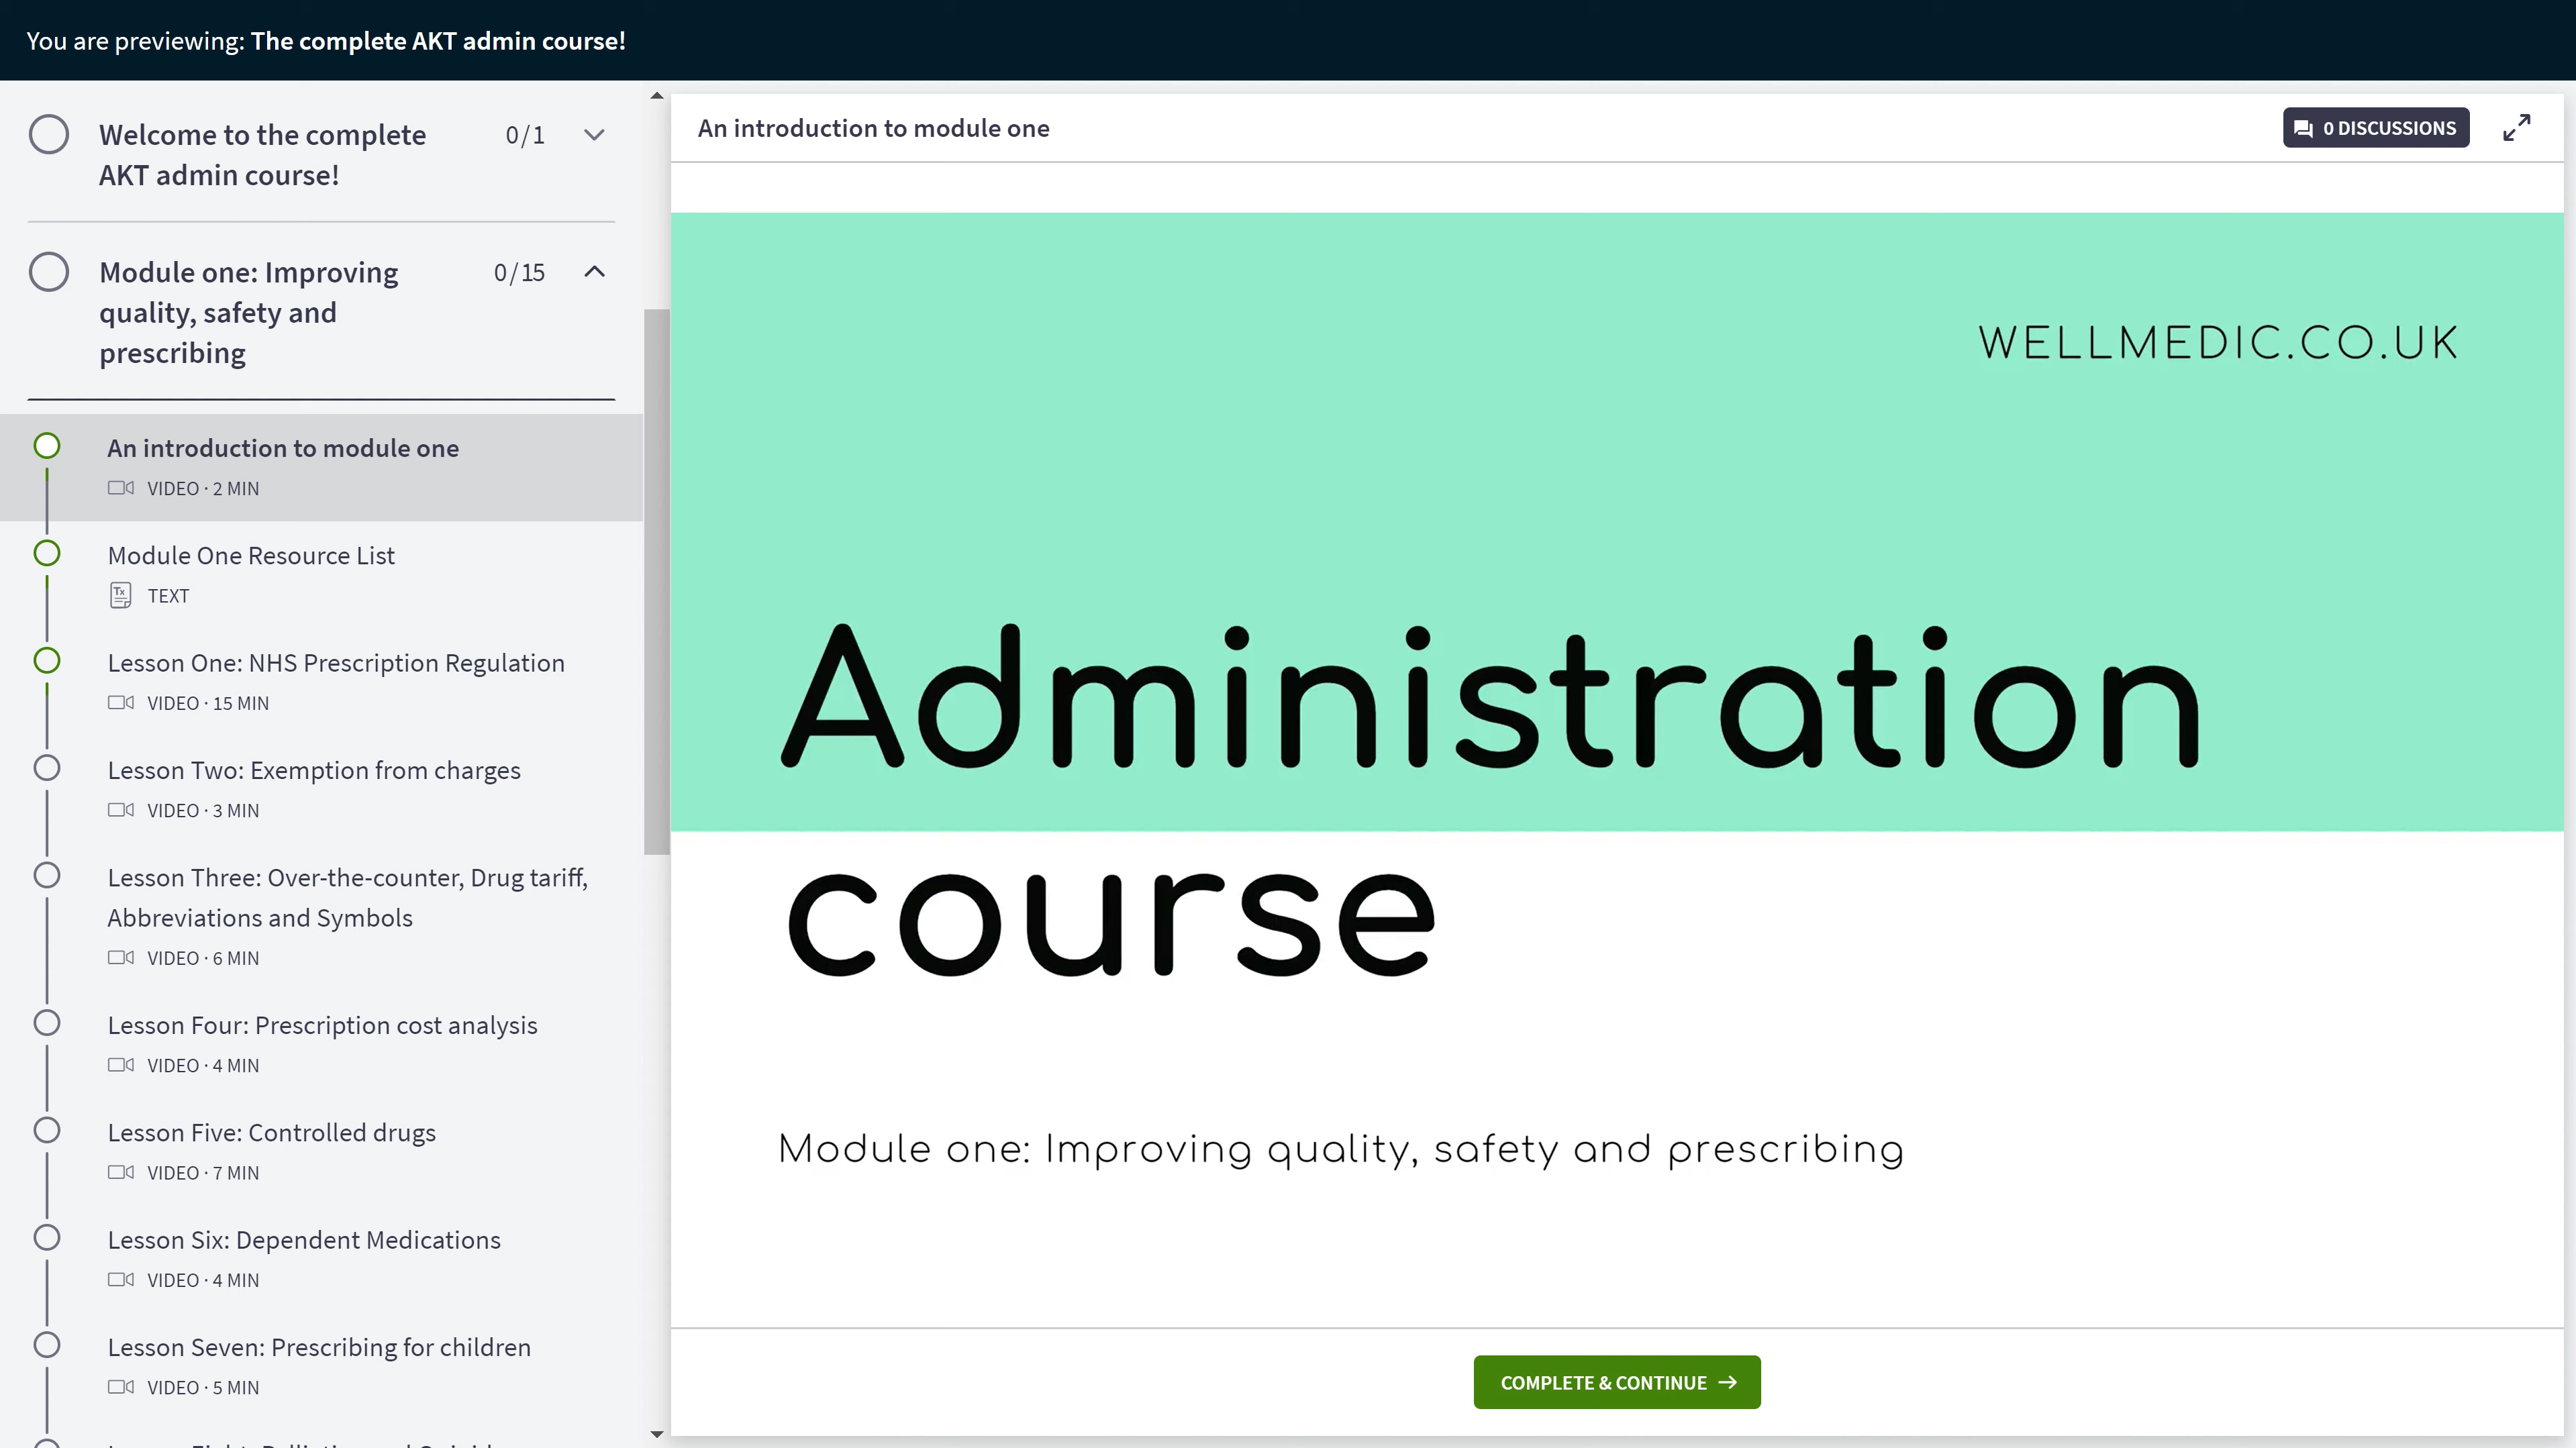 You are previewing: The complete AKT admin course!
Welcome to the complete
AKT admin course!
0/1
Module one: Improving
quality, safety and
prescribing
0/15
An introduction to module one
VIDEO · 2 MIN
Module One Resource List
TEXT
Lesson One: NHS Prescription Regulation
VIDEO · 15 MIN
Lesson Two: Exemption from charges
VIDEO · 3 MIN
Lesson Three: Over-the-counter, Drug tariff,
Abbreviations and Symbols
VIDEO · 6 MIN
Lesson Four: Prescription cost analysis
VIDEO · 4 MIN
Lesson Five: Controlled drugs
VIDEO · 7 MIN
Lesson Six: Dependent Medications
VIDEO · 4 MIN
Lesson Seven: Prescribing for children
VIDEO · 5 MIN
An introduction to module one
0 DISCUSSIONS
WELLMEDIC.CO.UK
Administration
course
Module one: Improving quality, safety and prescribing
COMPLETE & CONTINUE